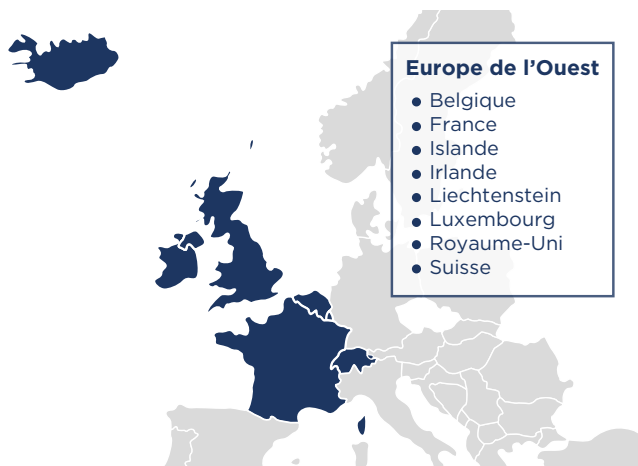 Europe de l’Ouest
• Belgique
• France
• Islande
• Irlande
• Liechtenstein
• Luxembourg
• Royaume-Uni
• Suisse